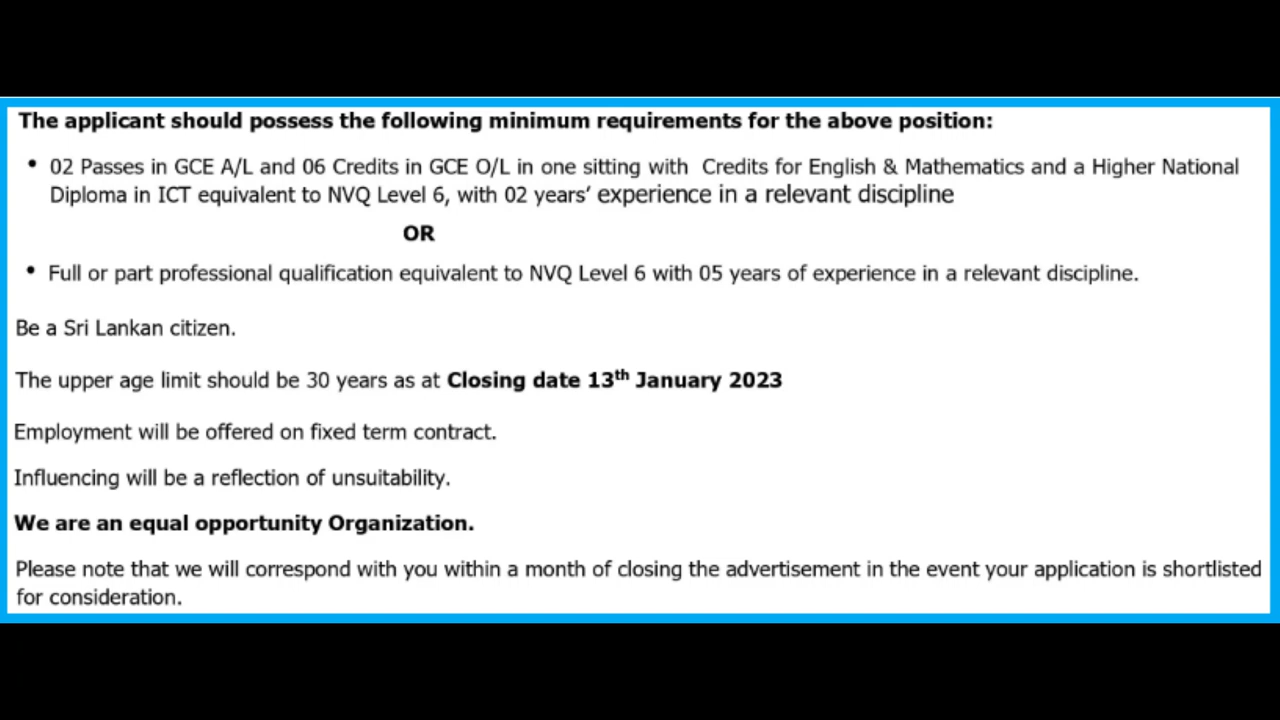 The applicant should possess the following minimum requirements for the above position:
• 02 Passes in GCE A/L and 06 Credits in GCE O/L in one sitting with Credits for English & Mathematics and a Higher National
Diploma in ICT equivalent to NVQ Level 6, with 02 years’ experience in a relevant discipline
OR
• Full or part professional qualification equivalent to NVQ Level 6 with 05 years of experience in a relevant discipline.
Be a Sri Lankan citizen.
The upper age limit should be 30 years as at Closing date 13th January 2023
Employment will be offered on fixed term contract.
Influencing will be a reflection of unsuitability.
We are an equal opportunity Organization.
Please note that we will correspond with you within a month of closing the advertisement in the event your application is shortlisted
for consideration.